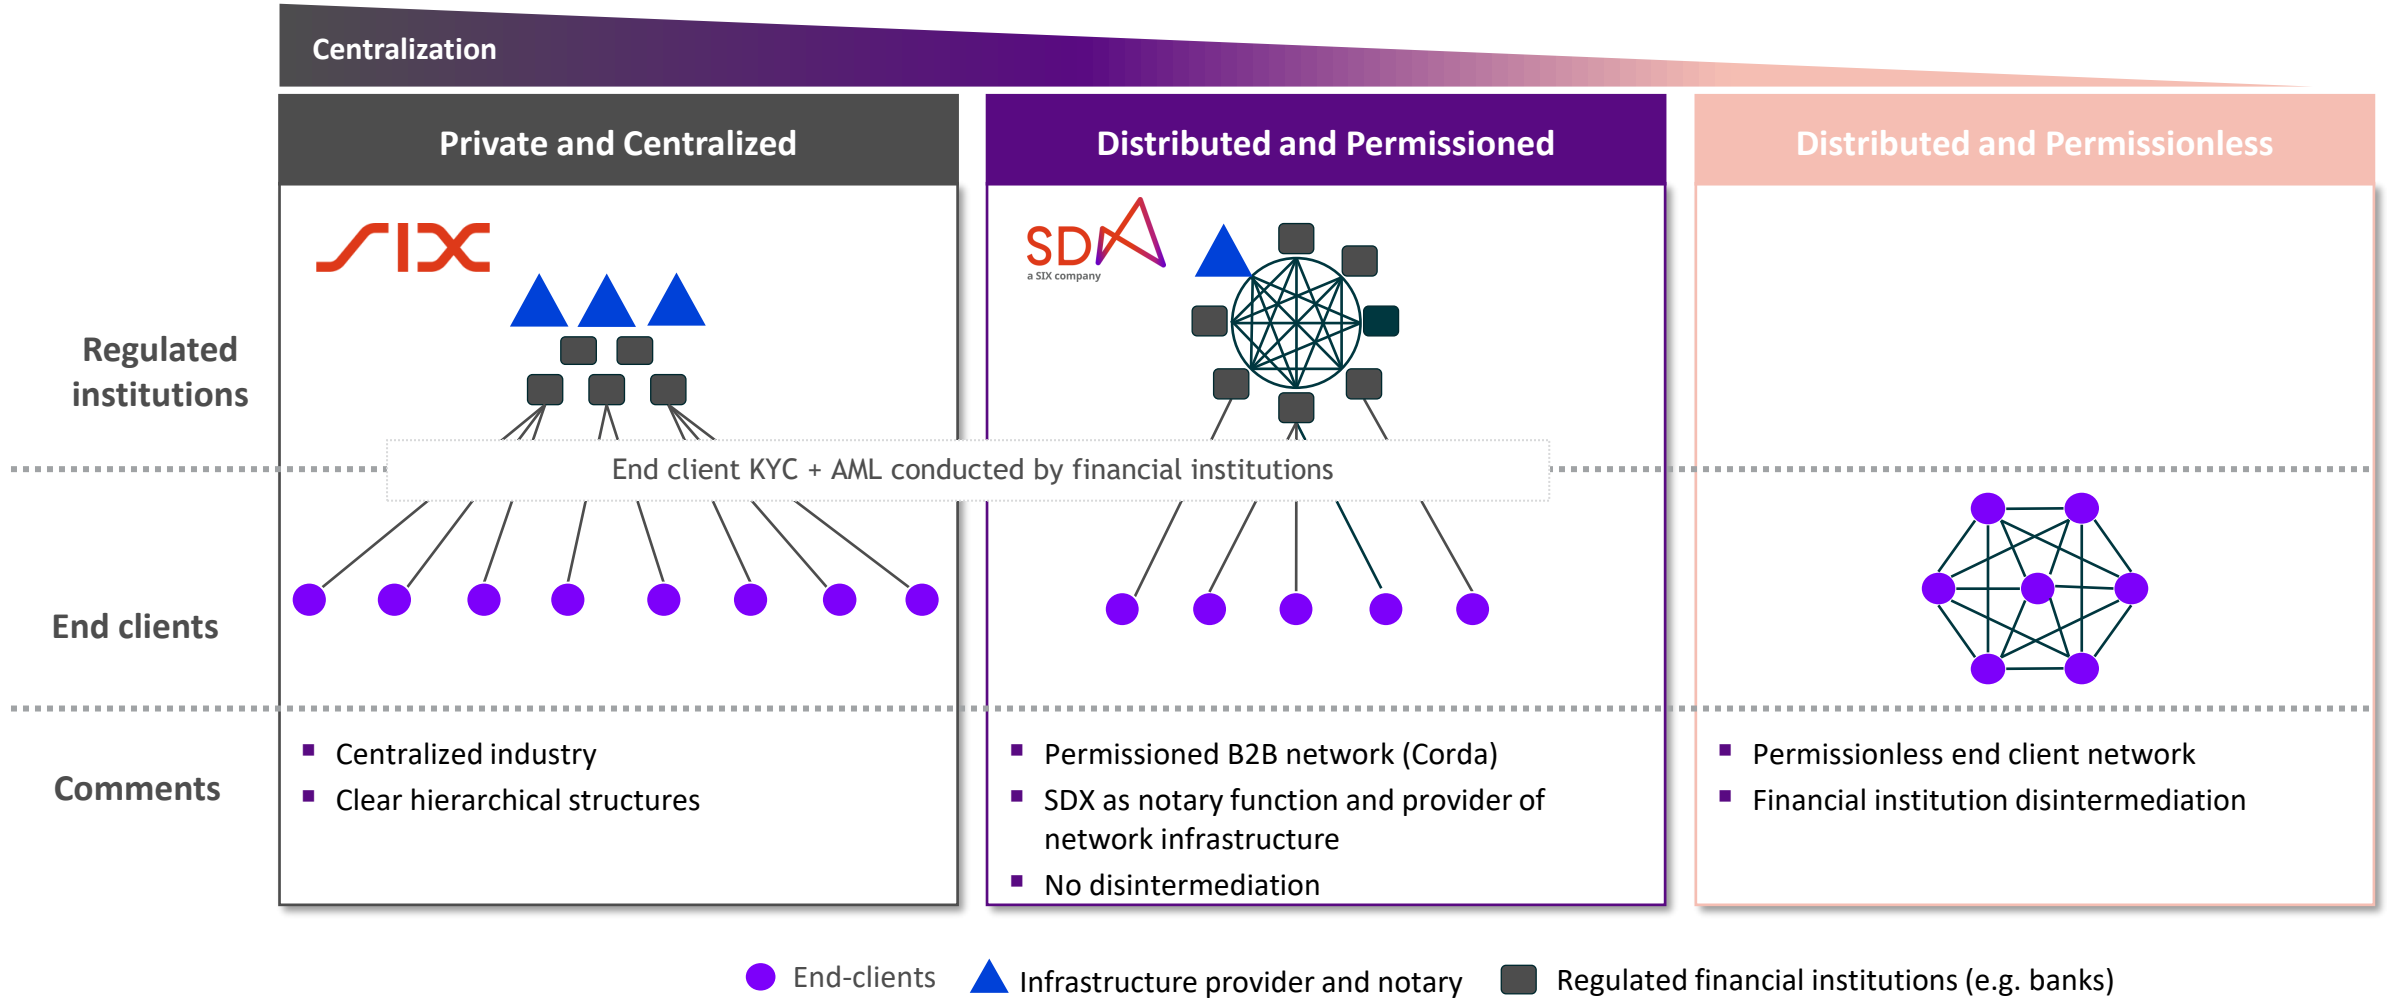 Centralization
Private and Centralized
Distributed and Permissioned
Distributed and Permissionless
SIX
SDX
a SIX company
Regulated
institutions
End client KYC + AML conducted by financial institutions
End clients
Comments
Centralized industry
Clear hierarchical structures
Permissioned B2B network (Corda)
SDX as notary function and provider of
network infrastructure
No disintermediation
Permissionless end client network
Financial institution disintermediation
End-clients
Infrastructure provider and notary
Regulated financial institutions (e.g. banks)